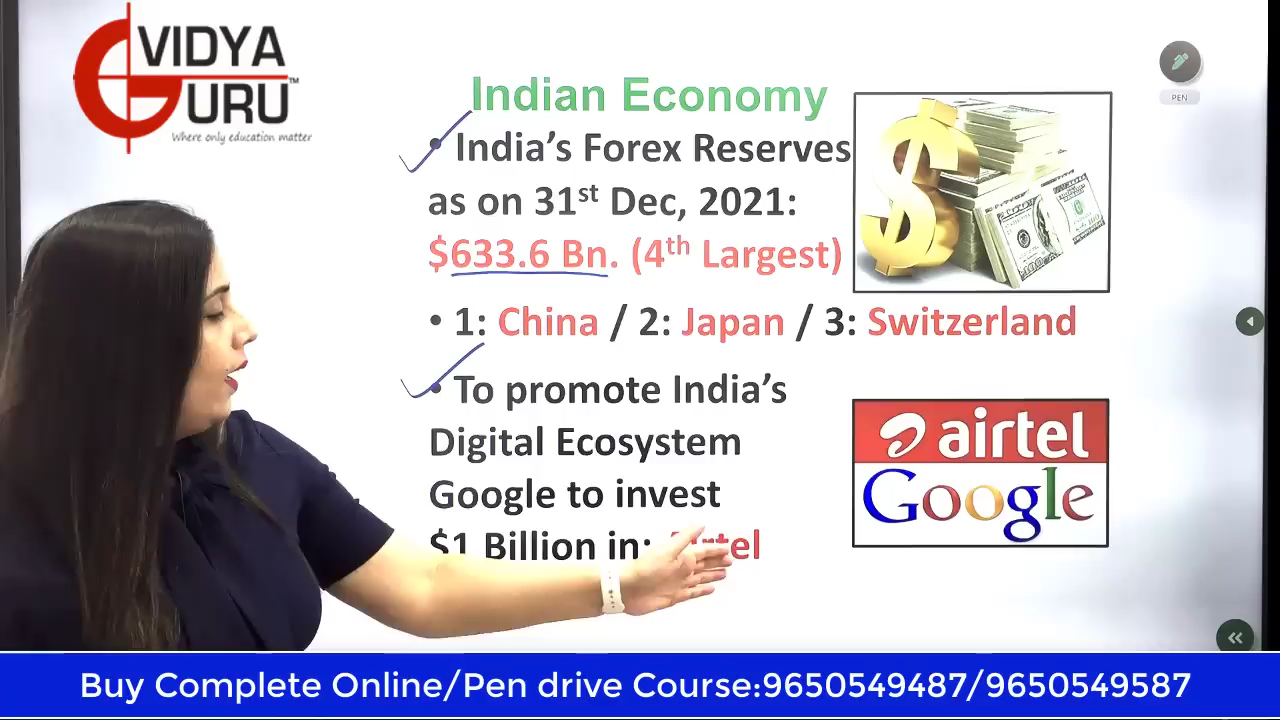 VIDYA
GURU™
Where only education matter
PEN
Indian Economy
• India's Forex Reserves
as on 31st Dec, 2021:
$633.6 Bn. (4th Largest)
• 1: China / 2: Japan / 3: Switzerland
• To promote India's
Digital Ecosystem
Google to invest
$1 Billion in: Airtel
airtel
Google
Buy Complete Online/Pen drive Course:9650549487/9650549587